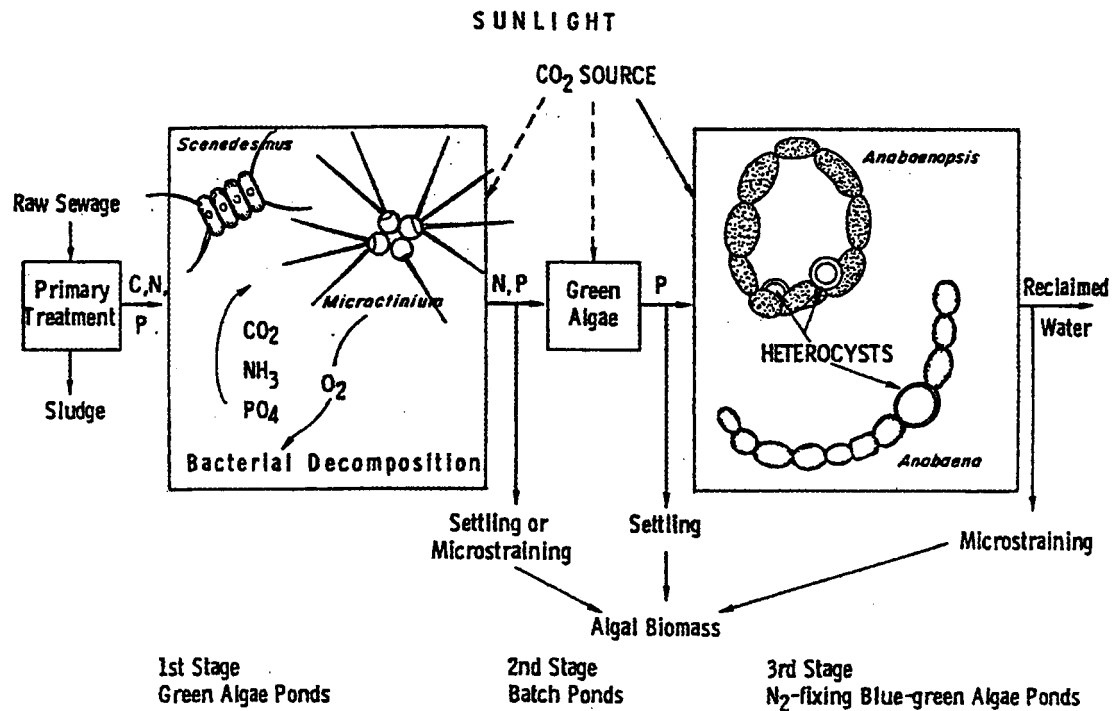 SUNLIGHT
CO2 SOURCE
Scenedesmus
Anabaenopsis
Raw Sewage
Primary
Treatment
C,N,
P
Micractinium
CO2
NH3
PO4
O2
Bacterial Decomposition
N, P
Green
Algae
P
HETEROCYSTS
Anabaena
Reclaimed
Water
Sludge
Settling or
Microstraining
Settling
Microstraining
Algal Biomass
1st Stage
Green Algae Ponds
2nd Stage
Batch Ponds
3rd Stage
N2-fixing Blue-green Algae Ponds